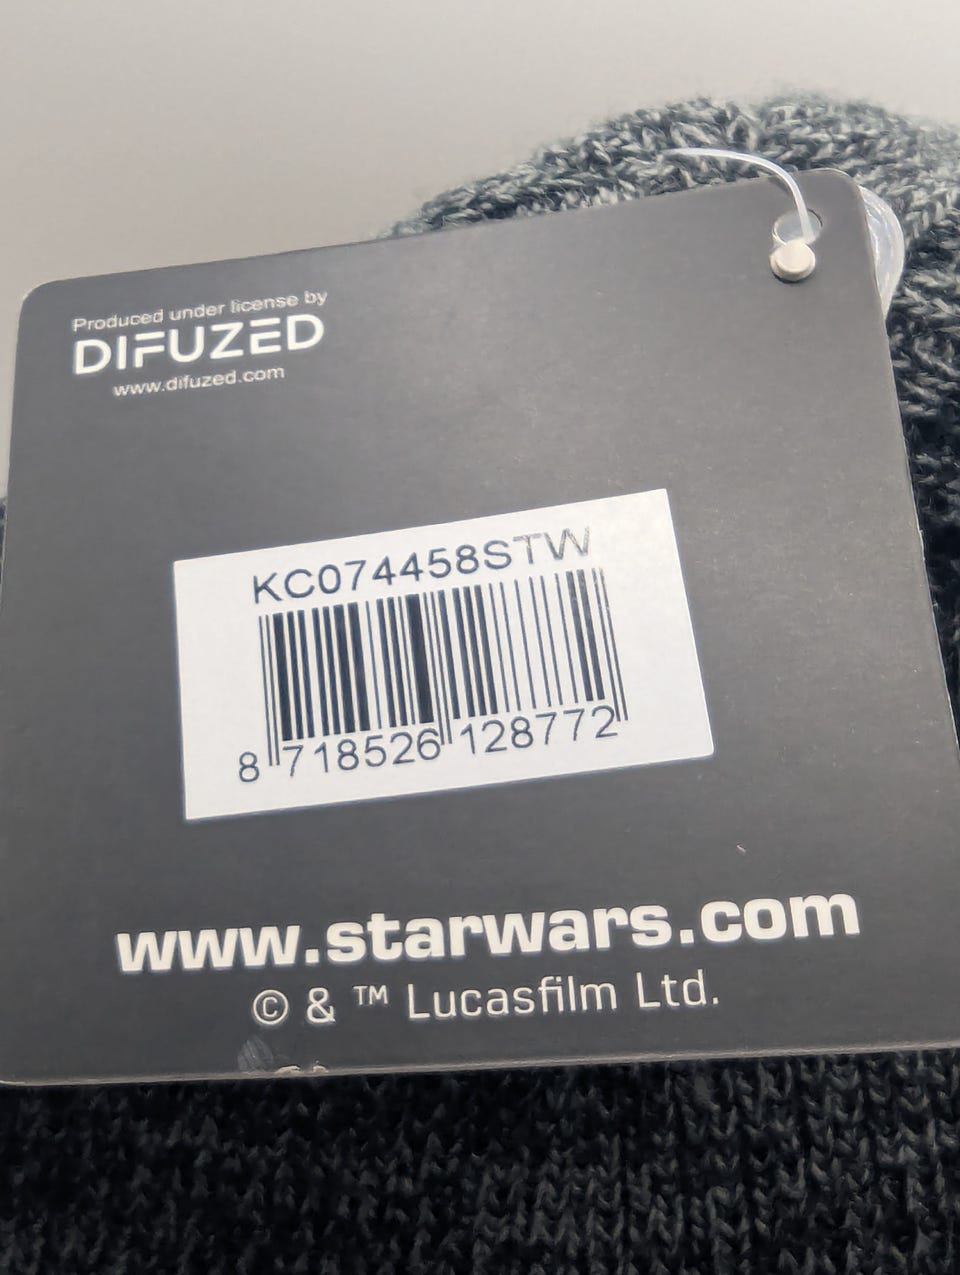 Produced under license by
DIFUZED
www.difuzed.com
KC074458STW
8 718526 128772
www.starwars.com
© & ™ Lucasfilm Ltd.